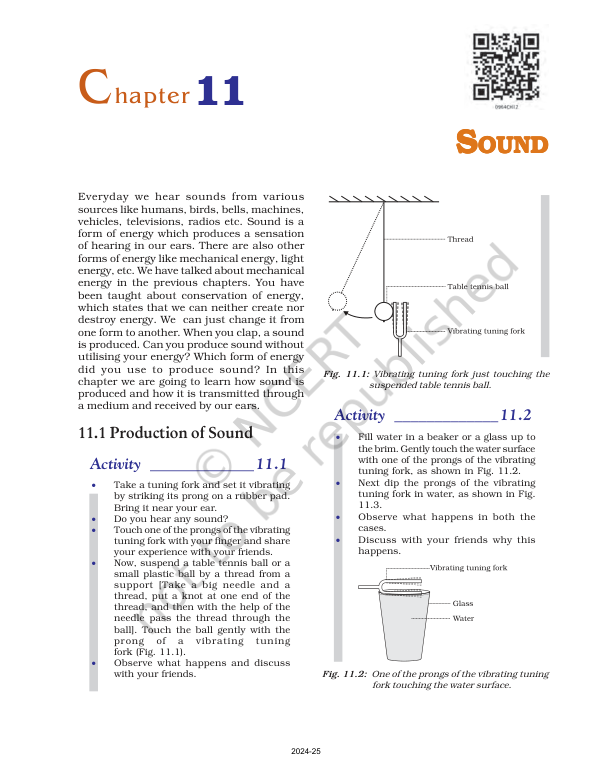 Chapter 11
0964CH12
SOUND
Everyday we hear sounds from various
sources like humans, birds, bells, machines,
vehicles, televisions, radios etc. Sound is a
form of energy which produces a sensation
of hearing in our ears. There are also other
forms of energy like mechanical energy, light
energy, etc. We have talked about mechanical
energy in the previous chapters. You have
been taught about conservation of energy,
which states that we can neither create nor
destroy energy. We can just change it from
one form to another. When you clap, a sound
is produced. Can you produce sound without
utilising your energy? Which form of energy
did you use to produce sound? In this
chapter we are going to learn how sound is
produced and how it is transmitted through
a medium and received by our ears.
11.1 Production of Sound
Activity 11.1
• Take a tuning fork and set it vibrating
by striking its prong on a rubber pad.
Bring it near your ear.
• Do you hear any sound?
• Touch one of the prongs of the vibrating
tuning fork with your finger and share
your experience with your friends.
• Now, suspend a table tennis ball or a
small plastic ball by a thread from a
support [Take a big needle and a
thread, put a knot at one end of the
thread, and then with the help of the
needle pass the thread through the
ball]. Touch the ball gently with the
prong of a vibrating tuning
fork (Fig. 11.1).
• Observe what happens and discuss
with your friends.
Thread
Table tennis ball
Vibrating tuning fork
Fig. 11.1: Vibrating tuning fork just touching the
suspended table tennis ball.
Activity 11.2
• Fill water in a beaker or a glass up to
the brim. Gently touch the water surface
with one of the prongs of the vibrating
tuning fork, as shown in Fig. 11.2.
• Next dip the prongs of the vibrating
tuning fork in water, as shown in Fig.
11.3.
• Observe what happens in both the
cases.
• Discuss with your friends why this
happens.
Vibrating tuning fork
Glass
Water
Fig. 11.2: One of the prongs of the vibrating tuning
fork touching the water surface.
© NCERT
not to be republished
2024-25